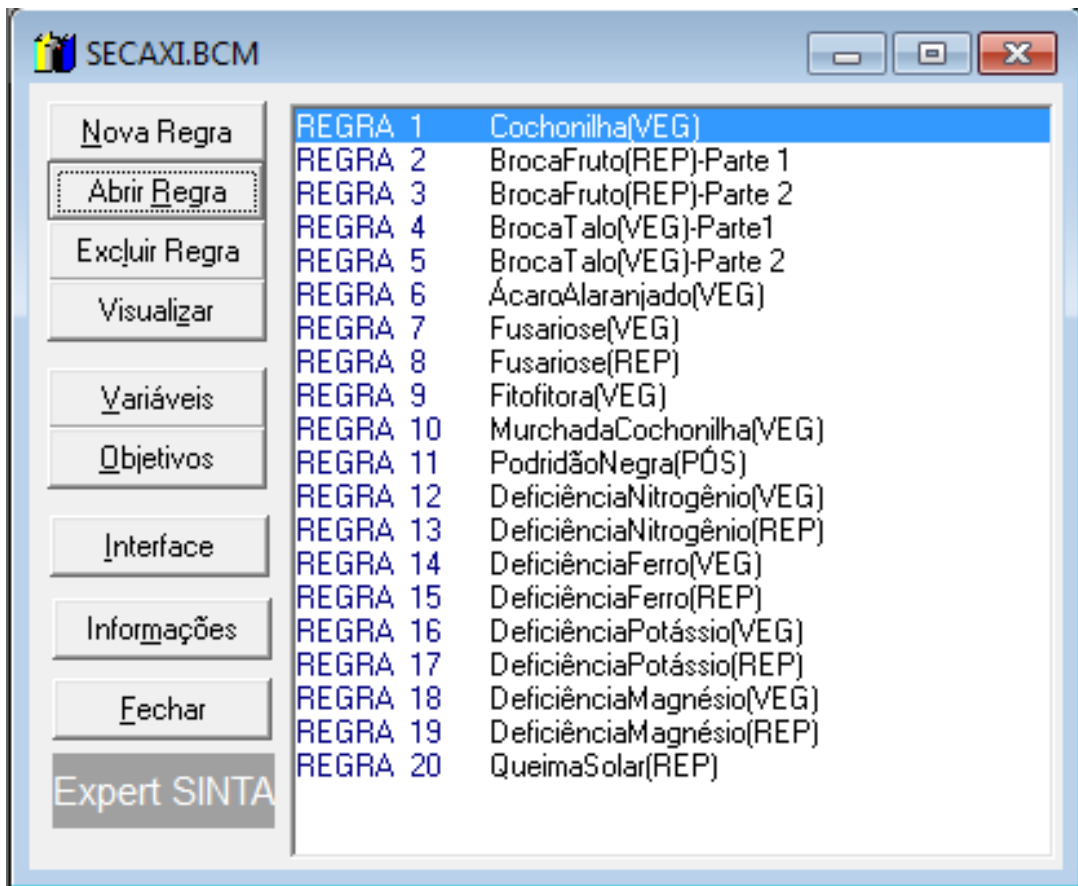 SECAXI.BCM
Nova Regra
Abrir Regra
Excluir Regra
Visualizar
Variáveis
Objetivos
Interface
Informações
Fechar
Expert SINTA
REGRA 1 Cochonilha(VEG)
REGRA 2 BrocaFruto(REP)-Parte 1
REGRA 3 BrocaFruto(REP)-Parte 2
REGRA 4 BrocaTalo(VEG)-Parte1
REGRA 5 BrocaTalo(VEG)-Parte 2
REGRA 6 ÁcaroAlaranjado(VEG)
REGRA 7 Fusariose(VEG)
REGRA 8 Fusariose(REP)
REGRA 9 Fitofitora(VEG)
REGRA 10 MurchadaCochonilha(VEG)
REGRA 11 PodridãoNegra(PÓS)
REGRA 12 DeficiênciaNitrogênio(VEG)
REGRA 13 DeficiênciaNitrogênio(REP)
REGRA 14 DeficiênciaFerro(VEG)
REGRA 15 DeficiênciaFerro(REP)
REGRA 16 DeficiênciaPotássio(VEG)
REGRA 17 DeficiênciaPotássio(REP)
REGRA 18 DeficiênciaMagnésio(VEG)
REGRA 19 DeficiênciaMagnésio(REP)
REGRA 20 QueimaSolar(REP)